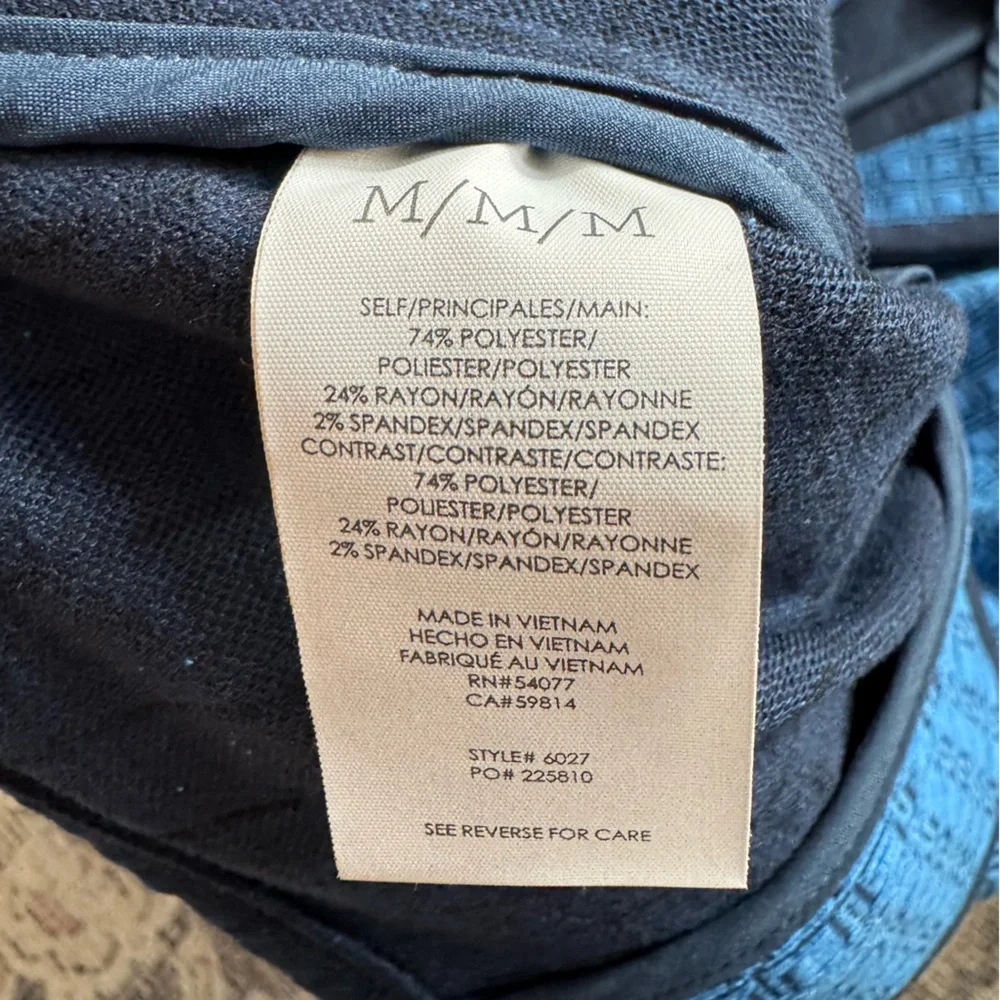 M/M/M
SELF/PRINCIPALES/MAIN:
74% POLYESTER/
POLIESTER/POLYESTER
24% RAYON/RAYÓN/RAYONNE
2% SPANDEX/SPANDEX/SPANDEX
CONTRAST/CONTRASTE/CONTRASTE:
74% POLYESTER/
POLIESTER/POLYESTER
24% RAYON/RAYÓN/RAYONNE
2% SPANDEX/SPANDEX/SPANDEX
MADE IN VIETNAM
HECHO EN VIETNAM
FABRIQUÉ AU VIETNAM
RN#54077
CA#59814
STYLE# 6027
PO# 225810
SEE REVERSE FOR CARE